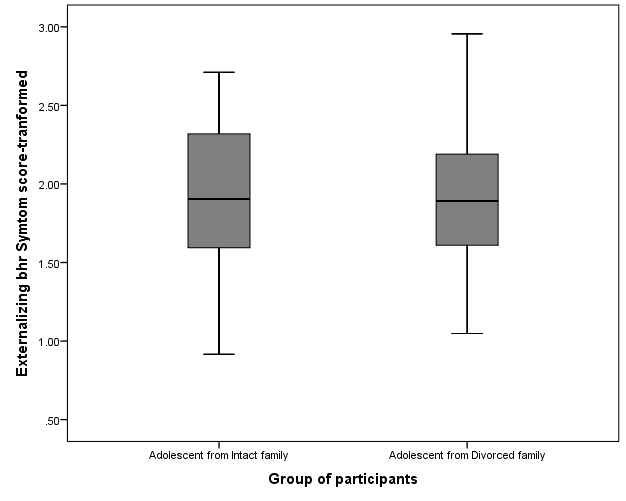 Externalizing bhr Symtom score-tranformed
3.00
2.50
2.00
1.50
1.00
.50
Adolescent from Intact family
Adolescent from Divorced family
Group of participants